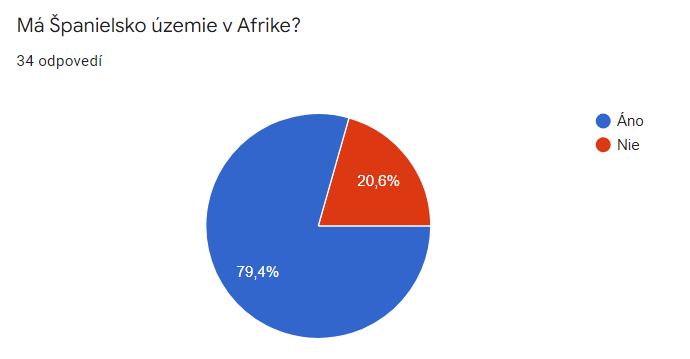 Má Španielsko územie v Afrike?
34 odpovedí
Áno
Nie
20,6%
79,4%